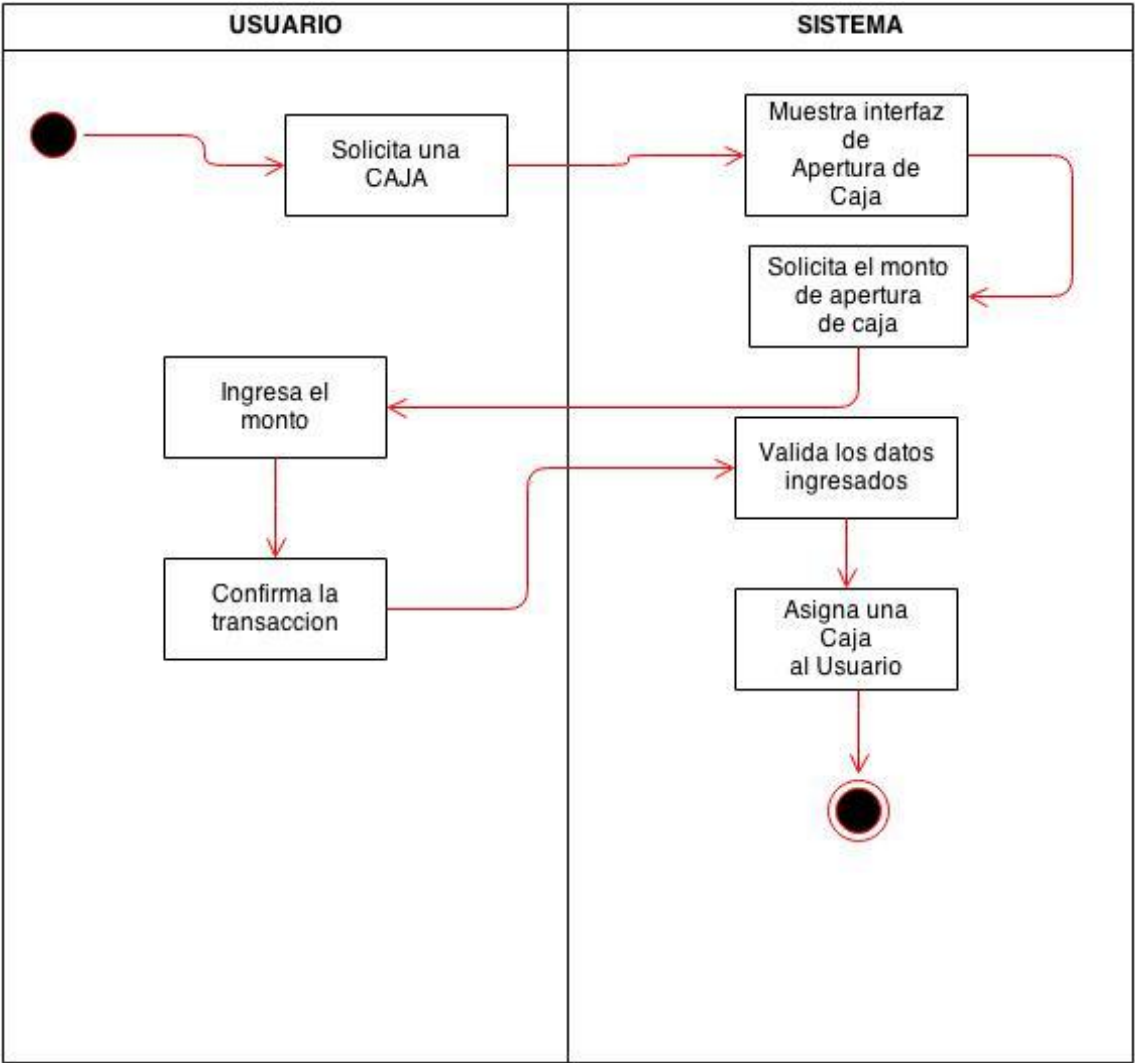 USUARIO
SISTEMA
Solicita una
CAJA
Muestra interfaz
de
Apertura de
Caja
Solicita el monto
de apertura
de caja
Ingresa el
monto
Confirma la
transaccion
Valida los datos
ingresados
Asigna una
Caja
al Usuario